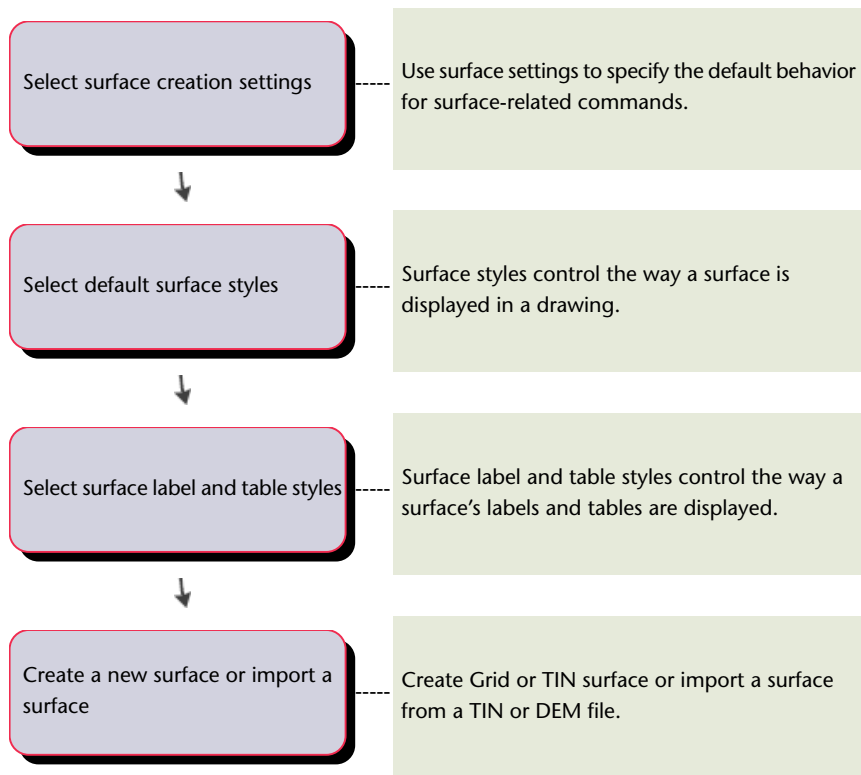 Select surface creation settings
Use surface settings to specify the default behavior
for surface-related commands.
Select default surface styles
Surface styles control the way a surface is
displayed in a drawing.
Select surface label and table styles
Surface label and table styles control the way a
surface’s labels and tables are displayed.
Create a new surface or import a
surface
Create Grid or TIN surface or import a surface
from a TIN or DEM file.